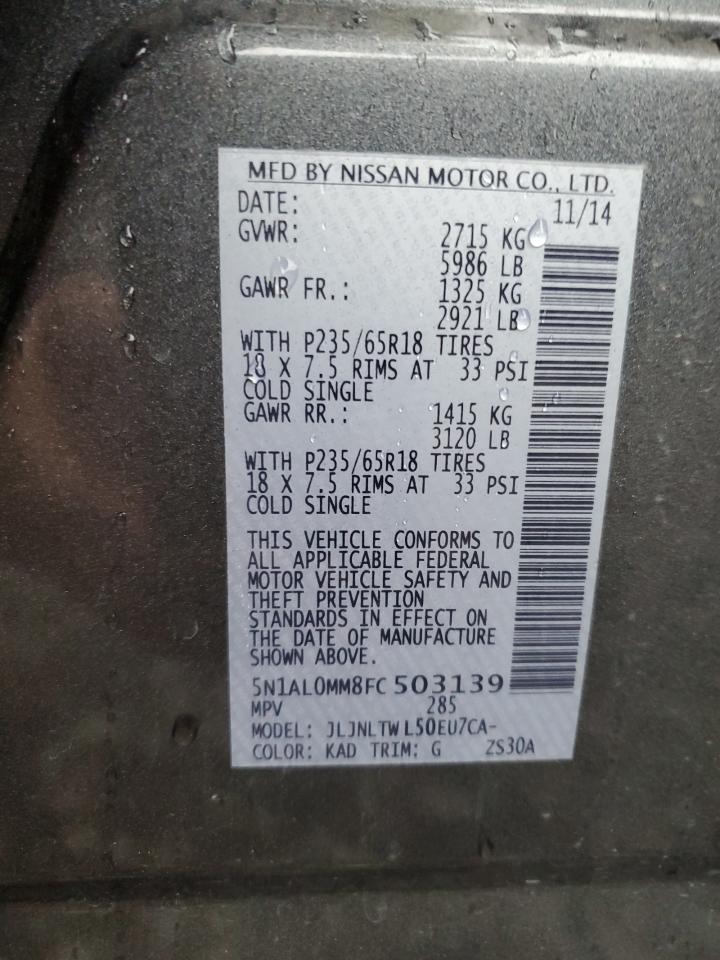 MFD BY NISSAN MOTOR CO., LTD.
DATE: 11/14
GVWR: 2715 KG
5986 LB
GAWR FR.: 1325 KG
2921 LB
WITH P235/65R18 TIRES
18 X 7.5 RIMS AT 33 PSI
COLD SINGLE
GAWR RR.: 1415 KG
3120 LB
WITH P235/65R18 TIRES
18 X 7.5 RIMS AT 33 PSI
COLD SINGLE
THIS VEHICLE CONFORMS TO
ALL APPLICABLE FEDERAL
MOTOR VEHICLE SAFETY AND
THEFT PREVENTION
STANDARDS IN EFFECT ON
THE DATE OF MANUFACTURE
SHOWN ABOVE.
5N1AL0MM8FC 503139
MPV 285
MODEL: JLJNLTW L50EU7CA-
COLOR: KAD TRIM: G ZS30A